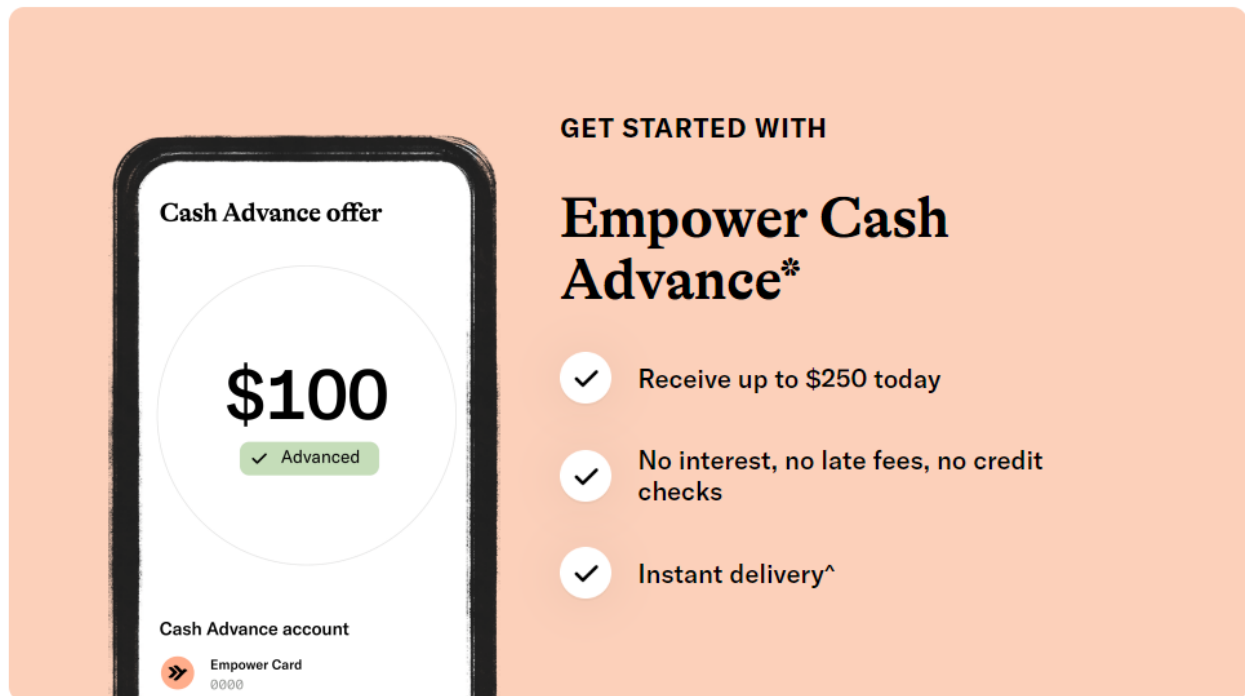 Cash Advance offer
$100
Advanced
Cash Advance account
Empower Card
0000
GET STARTED WITH
Empower Cash
Advance*
Receive up to $250 today
No interest, no late fees, no credit
checks
Instant delivery^